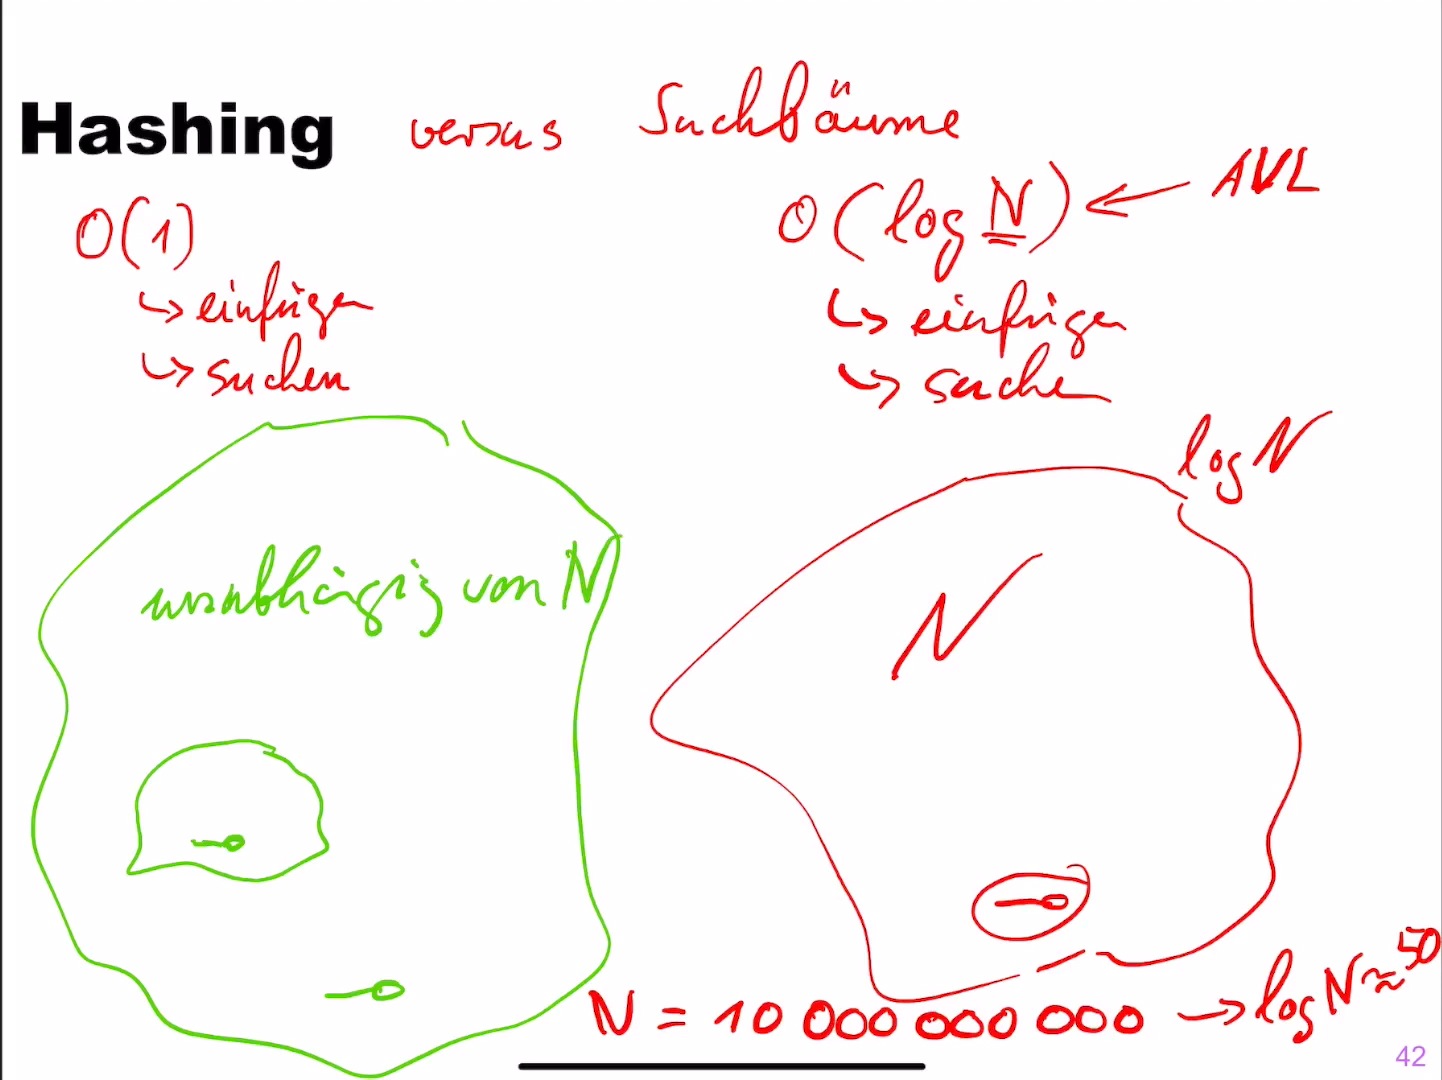 Hashing versus Suchbäume
O(1)
O(log N) ← AVL
↳ einfügen
↳ suchen
↳ einfügen
↳ suchen
log N
unabhängig von N
N
N = 10 000 000 000 → log N ≈ 50
42